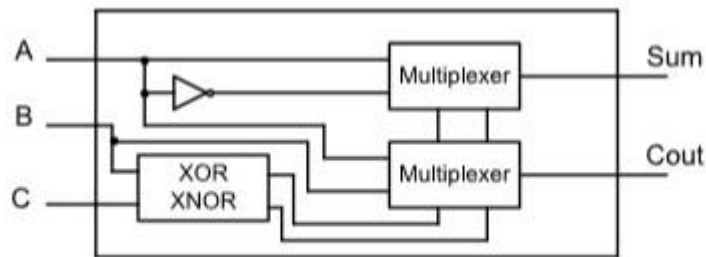 A
Multiplexer
Sum
B
Multiplexer
Cout
XOR
XNOR
C